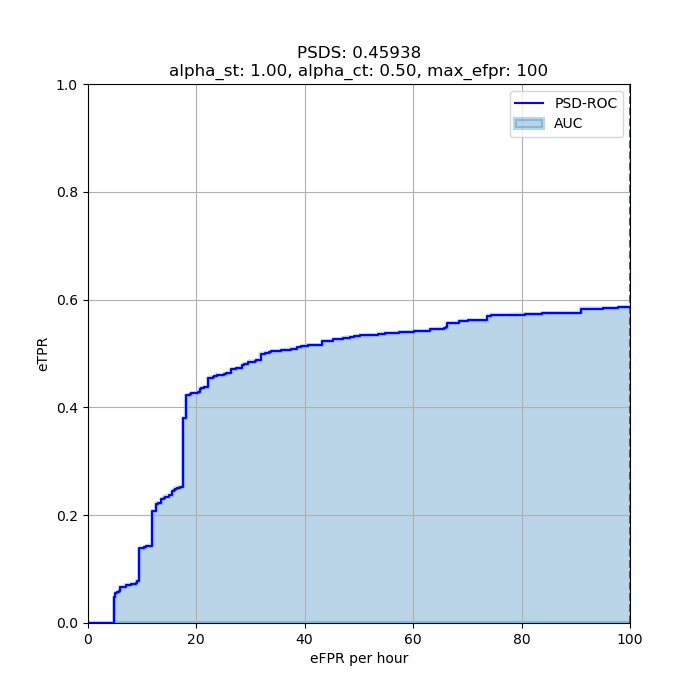 PSDS: 0.45938
alpha_st: 1.00, alpha_ct: 0.50, max_efpr: 100
PSD-ROC
AUC
1.0
0.8
0.6
0.4
0.2
0.0
eTPR
0 20 40 60 80 100
eFPR per hour